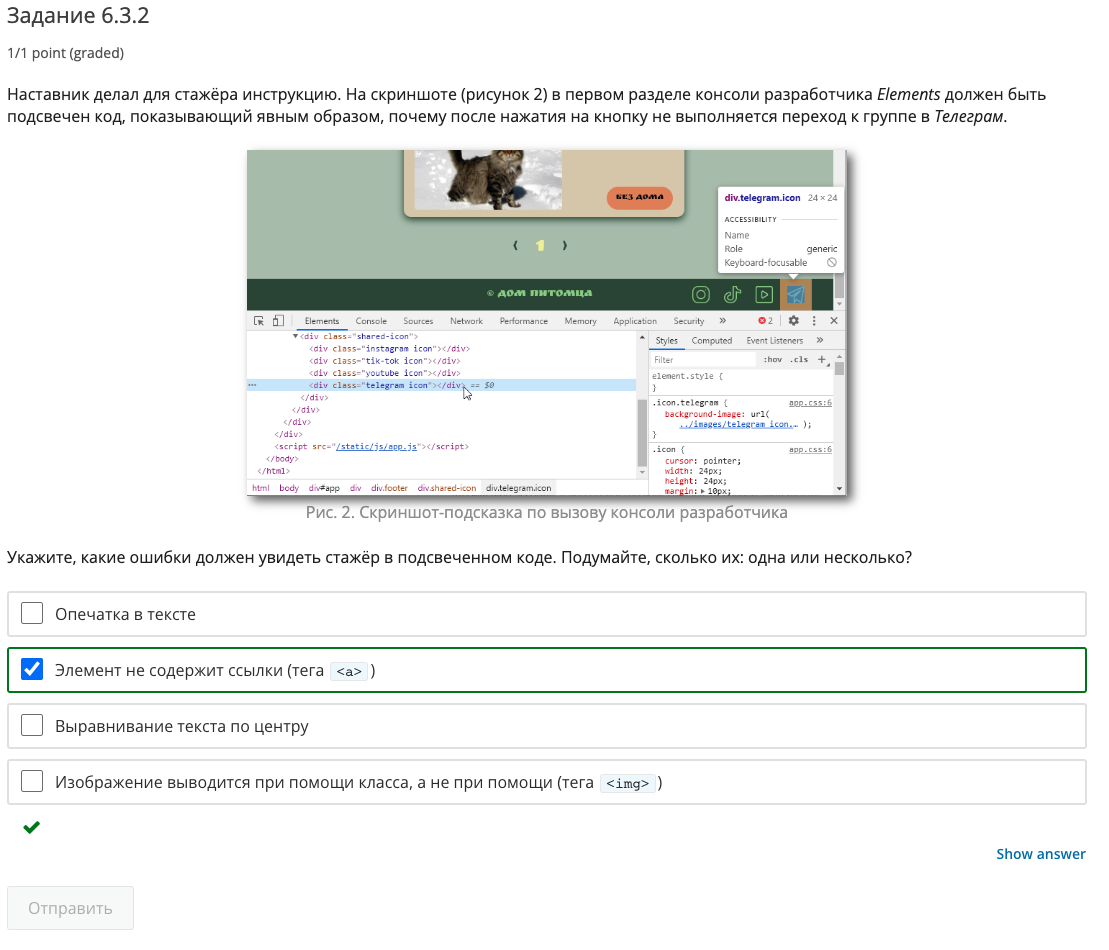 Задание 6.3.2
1/1 point (graded)
Наставник делал для стажёра инструкцию. На скриншоте (рисунок 2) в первом разделе консоли разработчика Elements должен быть
подсвечен код, показывающий явным образом, почему после нажатия на кнопку не выполняется переход к группе в Телеграм.
БЕЗ ДОМА
‹ 1 ›
© ДОМ ПИТОМЦА
div.telegram.icon 24 × 24
ACCESSIBILITY
Name
Role generic
Keyboard-focusable
Elements Console Sources Network Performance Memory Application Security » 2
▼<div class="shared-icon">
<div class="instagram icon"></div>
<div class="tik-tok icon"></div>
<div class="youtube icon"></div>
<div class="telegram icon"></div> == $0
</div>
</div>
</div>
</div>
<script src="/static/js/app.js"></script>
</body>
</html>
html body div#app div div.footer div.shared-icon div.telegram.icon
Styles Computed Event Listeners »
Filter :hov .cls +
element.style {
}
.icon.telegram { app.css:6
background-image: url(
../images/telegram_icon.… );
}
.icon { app.css:6
cursor: pointer;
width: 24px;
height: 24px;
margin: ▶ 10px;
Рис. 2. Скриншот-подсказка по вызову консоли разработчика
Укажите, какие ошибки должен увидеть стажёр в подсвеченном коде. Подумайте, сколько их: одна или несколько?
Опечатка в тексте
Элемент не содержит ссылки (тега <a> )
Выравнивание текста по центру
Изображение выводится при помощи класса, а не при помощи (тега <img> )
Show answer
Отправить